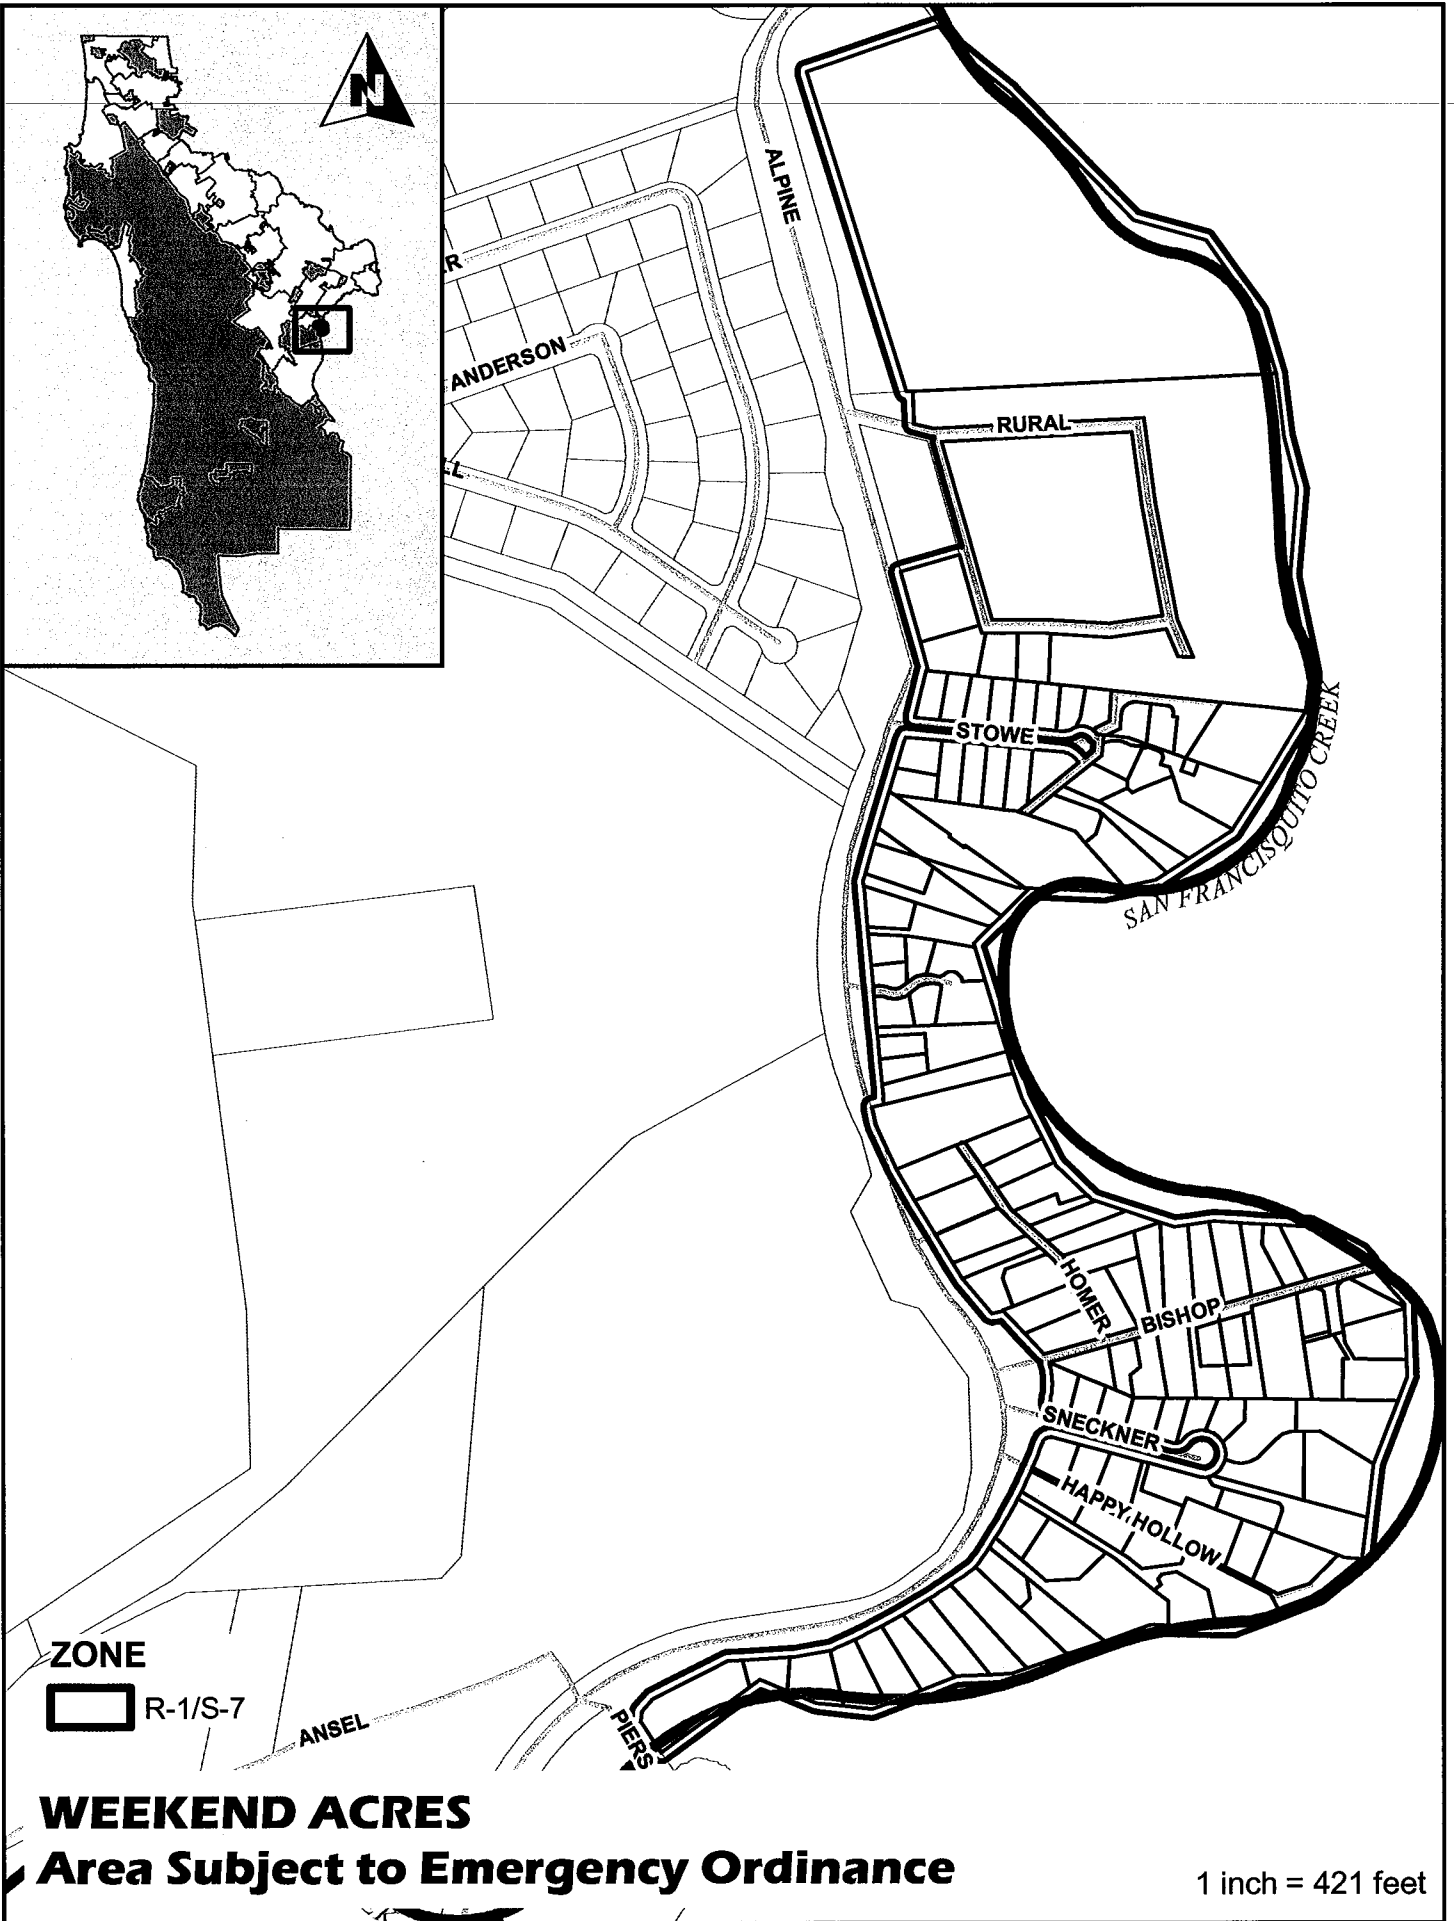 N
ALPINE
ANDERSON
RURAL
STOWE
SAN FRANCISQUITO CREEK
HOMER
BISHOP
SNECKNER
HAPPY HOLLOW
ZONE
R-1/S-7
ANSEL
PIERS
WEEKEND ACRES
Area Subject to Emergency Ordinance
1 inch = 421 feet